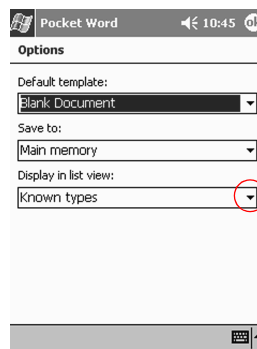 Pocket Word 10:45 ok
Options
Default template:
Blank Document
Save to:
Main memory
Display in list view:
Known types